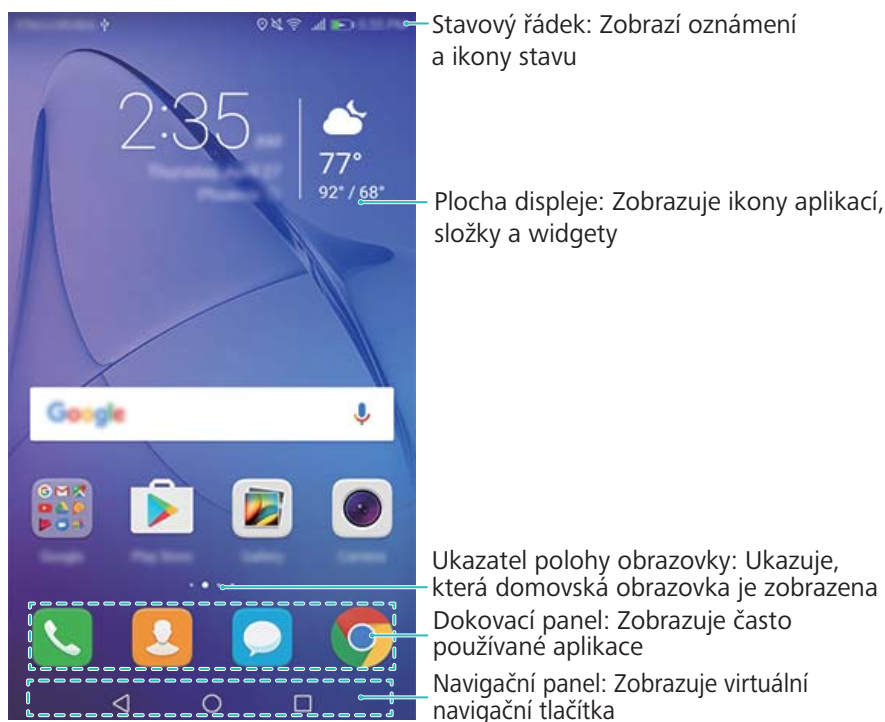 Stavový řádek: Zobrazí oznámení
a ikony stavu
2:35
77°
92° / 68°
Plocha displeje: Zobrazuje ikony aplikací,
složky a widgety
Google
Ukazatel polohy obrazovky: Ukazuje,
která domovská obrazovka je zobrazena
Dokovací panel: Zobrazuje často
používané aplikace
Navigační panel: Zobrazuje virtuální
navigační tlačítka